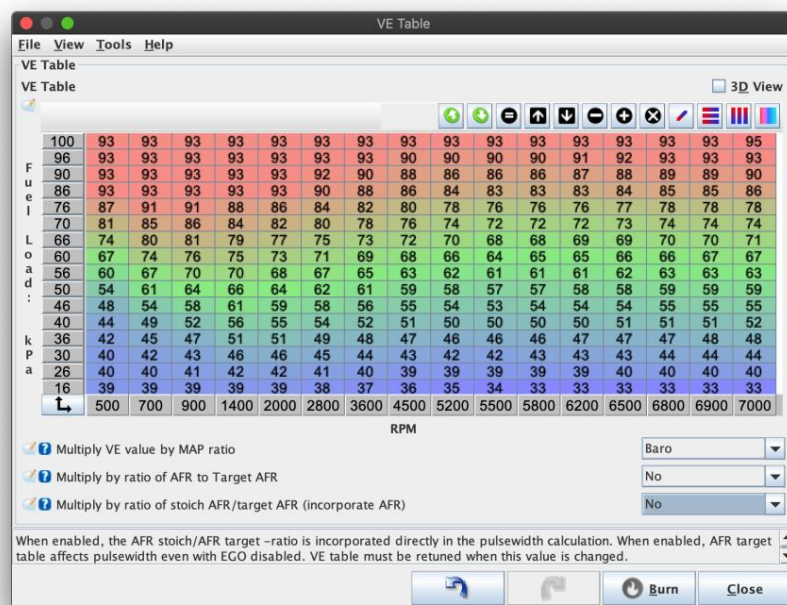 VE Table
File View Tools Help
VE Table
VE Table
3D View
Fuel Load: kPa
100 93 93 93 93 93 93 93 93 93 93 93 93 93 93 93 95
96 93 93 93 93 93 93 93 90 90 90 90 91 92 93 93 93
90 93 93 93 93 93 92 90 88 86 86 86 87 88 89 89 90
86 93 93 93 93 93 90 88 86 84 83 83 83 84 85 85 86
76 87 91 91 88 86 84 82 80 78 76 76 76 77 78 78 78
70 81 85 86 84 82 80 78 76 74 72 72 72 73 74 74 74
66 74 80 81 79 77 75 73 72 70 68 68 69 69 70 70 71
60 67 74 76 75 73 71 69 68 66 64 65 65 66 66 67 67
56 60 67 70 70 68 67 65 63 62 61 61 61 62 63 63 63
50 54 61 64 66 64 62 61 59 58 57 57 58 58 59 59 59
46 48 54 58 61 59 58 56 55 54 53 54 54 54 55 55 55
40 44 49 52 56 55 54 52 51 50 50 50 50 51 51 51 52
36 42 45 47 51 51 49 48 47 46 46 46 47 47 47 48 48
30 40 42 43 46 46 45 44 43 42 42 43 43 43 44 44 44
26 40 40 41 42 42 41 40 39 39 39 39 39 40 40 40 40
16 39 39 39 39 39 38 37 36 35 34 33 33 33 33 33 33
500 700 900 1400 2000 2800 3600 4500 5200 5500 5800 6200 6500 6800 6900 7000
RPM
Multiply VE value by MAP ratio Baro
Multiply by ratio of AFR to Target AFR No
Multiply by ratio of stoich AFR/target AFR (incorporate AFR) No
When enabled, the AFR stoich/AFR target -ratio is incorporated directly in the pulsewidth calculation. When enabled, AFR target
table affects pulsewidth even with EGO disabled. VE table must be retuned when this value is changed.
Burn Close